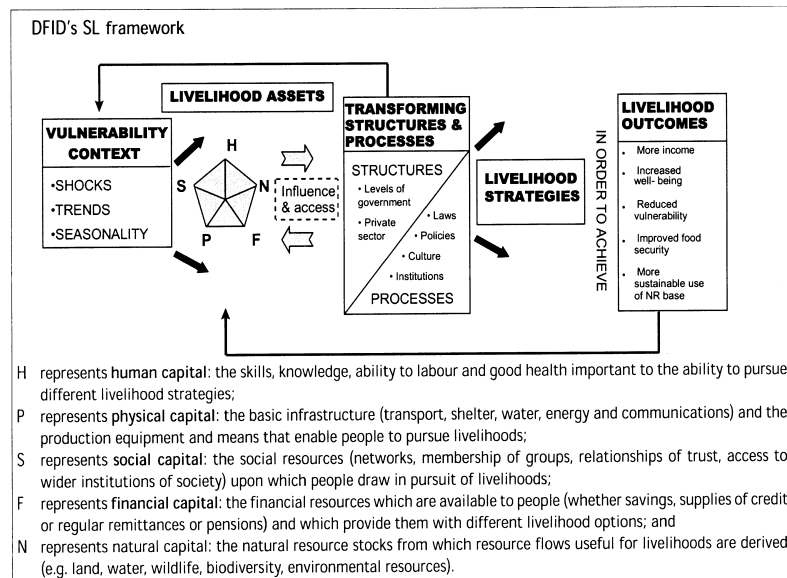 DFID's SL framework
LIVELIHOOD ASSETS
VULNERABILITY
CONTEXT
•SHOCKS
•TRENDS
•SEASONALITY
H
S
N
P
F
Influence
& access
TRANSFORMING
STRUCTURES &
PROCESSES
STRUCTURES
• Levels of
government
• Private
sector
• Laws
• Policies
• Culture
• Institutions
PROCESSES
LIVELIHOOD
STRATEGIES
IN ORDER TO ACHIEVE
LIVELIHOOD
OUTCOMES
• More income
• Increased
well- being
• Reduced
vulnerability
• Improved food
security
• More
sustainable use
of NR base
H represents human capital: the skills, knowledge, ability to labour and good health important to the ability to pursue
different livelihood strategies;
P represents physical capital: the basic infrastructure (transport, shelter, water, energy and communications) and the
production equipment and means that enable people to pursue livelihoods;
S represents social capital: the social resources (networks, membership of groups, relationships of trust, access to
wider institutions of society) upon which people draw in pursuit of livelihoods;
F represents financial capital: the financial resources which are available to people (whether savings, supplies of credit
or regular remittances or pensions) and which provide them with different livelihood options; and
N represents natural capital: the natural resource stocks from which resource flows useful for livelihoods are derived
(e.g. land, water, wildlife, biodiversity, environmental resources).